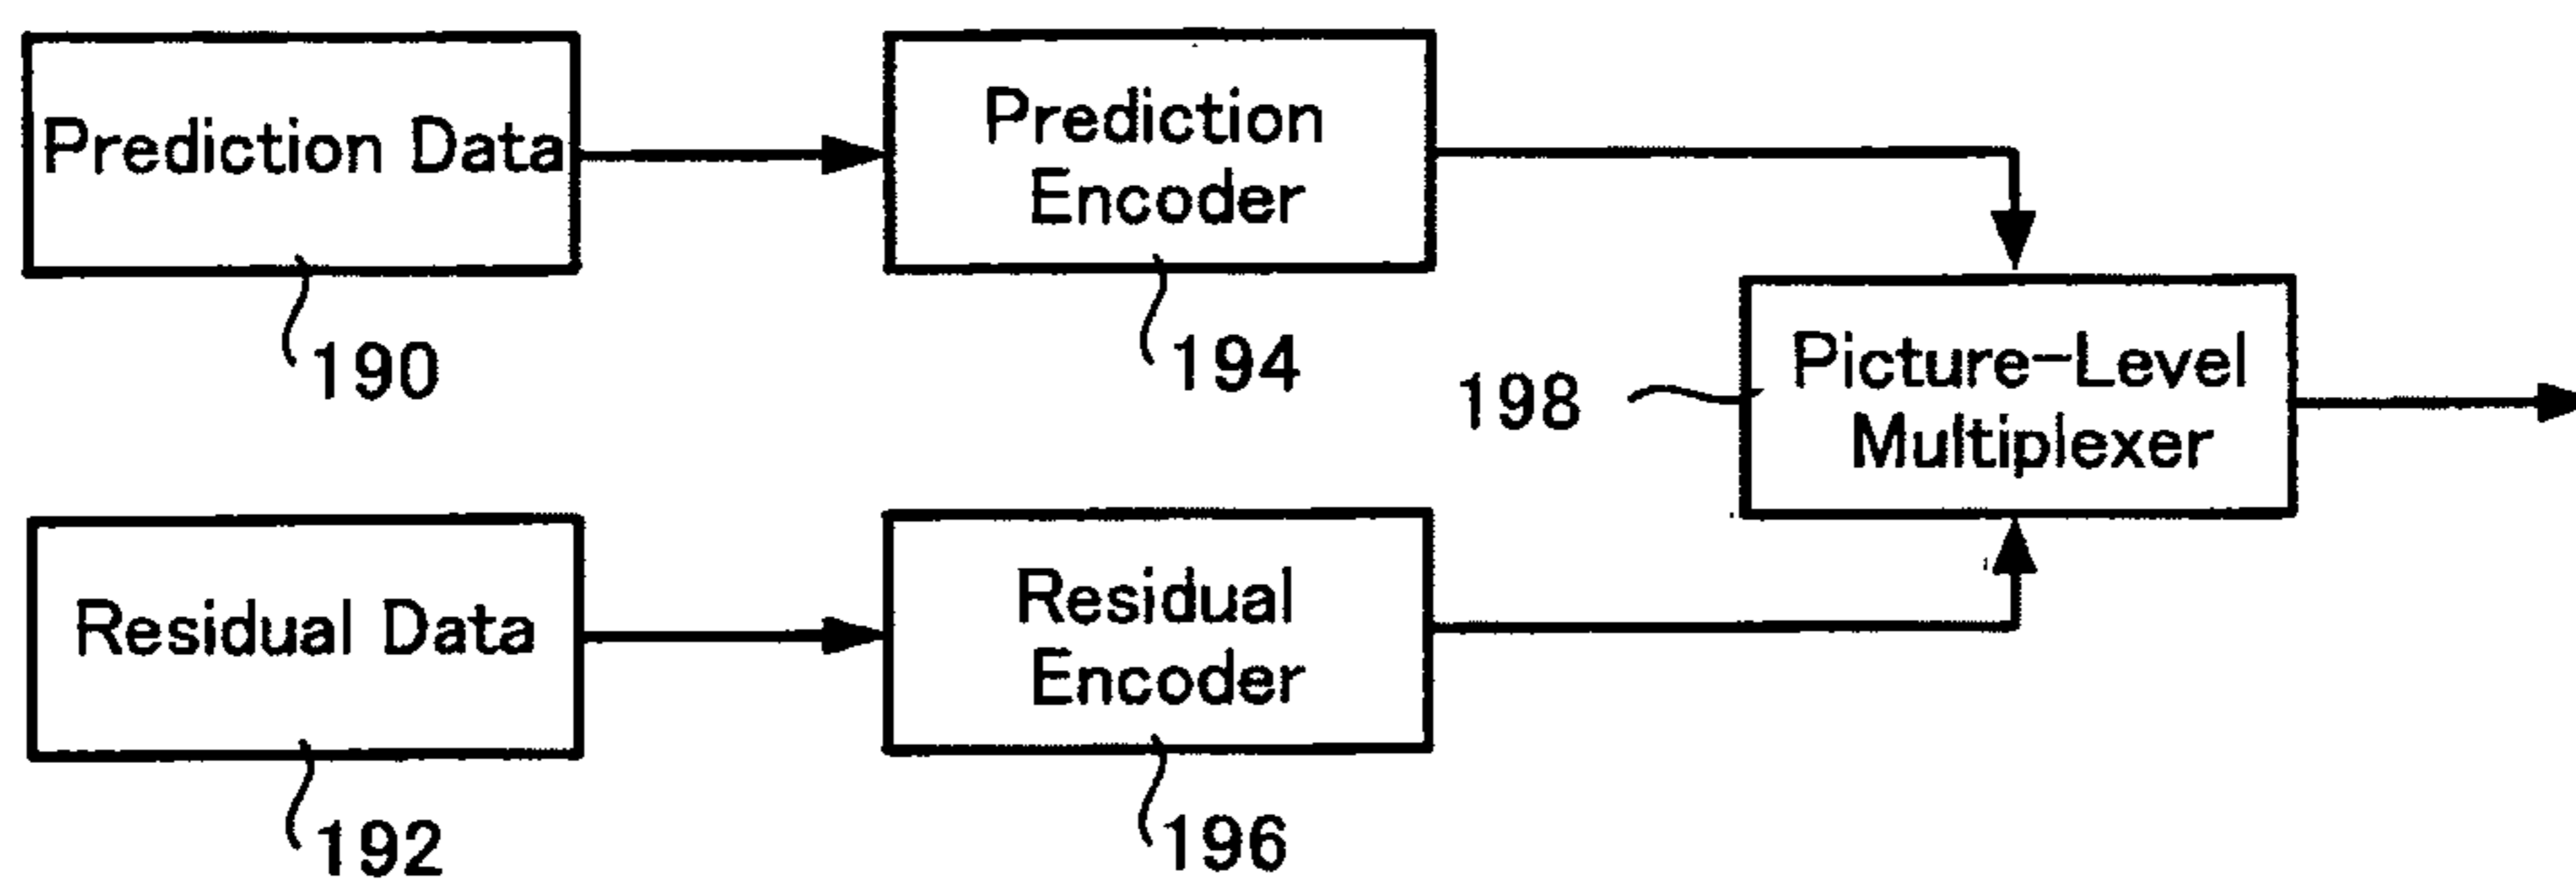 Prediction Data
190
Prediction
Encoder
194
Picture-Level
Multiplexer
198
Residual Data
192
Residual
Encoder
196